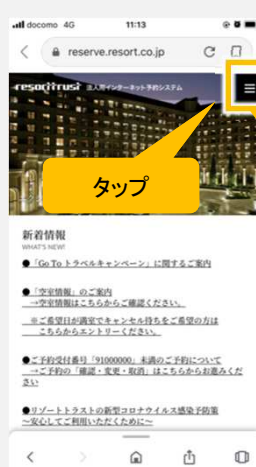 docomo 4G 11:13
reserve.resort.co.jp
resorttrust 法人用インターネット予約システム
タップ
新着情報
WHAT'S NEW!
●「Go To トラベルキャンペーン」に関するご案内
●「空室情報」のご案内
→空室情報はこちらからご確認ください。
※ご希望日が満室でキャンセル待ちをご希望の方は
こちらからエントリーください。
●ご予約受付番号「91000000」未満のご予約について
→ご予約の「確認・変更・取消」はこちらからお進みくだ
さい
●リゾートトラストの新型コロナウイルス感染予防策
~安心してご利用いただくために~